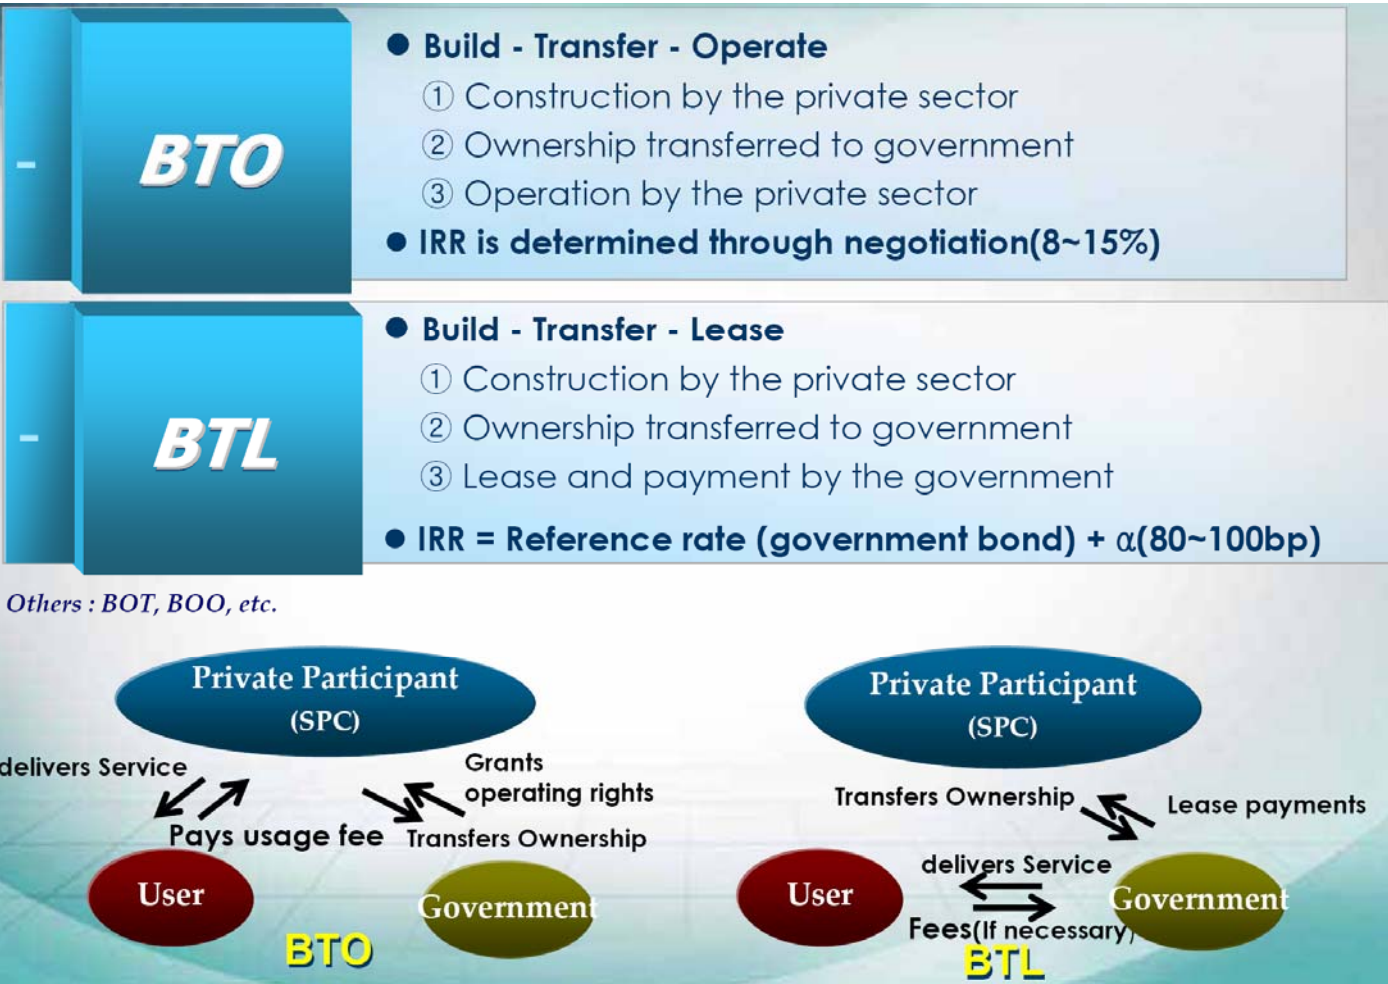 BTO
● Build - Transfer - Operate
① Construction by the private sector
② Ownership transferred to government
③ Operation by the private sector
● IRR is determined through negotiation(8~15%)
BTL
● Build - Transfer - Lease
① Construction by the private sector
② Ownership transferred to government
③ Lease and payment by the government
● IRR = Reference rate (government bond) + α(80~100bp)
Others : BOT, BOO, etc.
Private Participant
(SPC)
delivers Service
Pays usage fee
Grants
operating rights
Transfers Ownership
User
Government
BTO
Private Participant
(SPC)
Transfers Ownership
Lease payments
delivers Service
Fees(If necessary)
User
Government
BTL